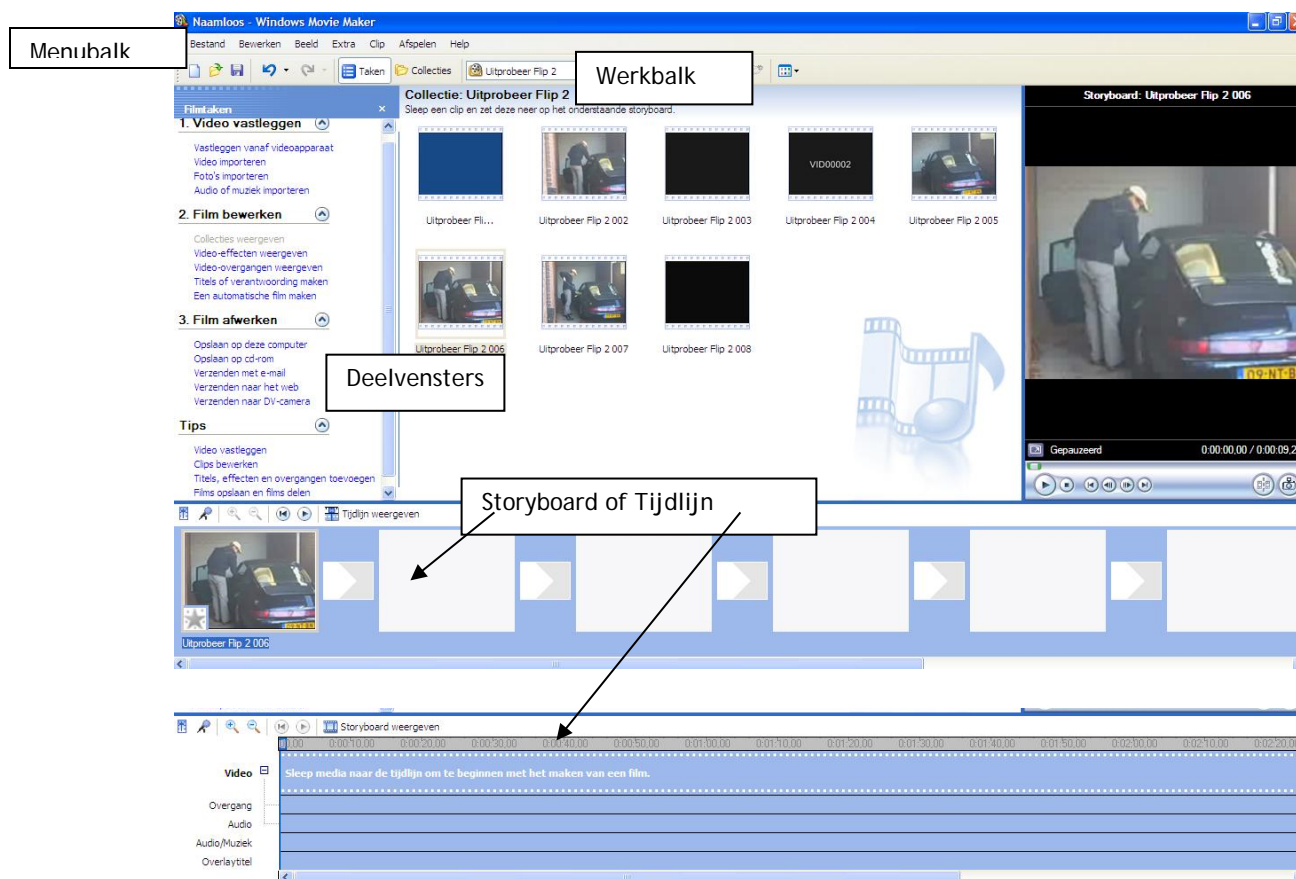 Naamloos - Windows Movie Maker
Menubalk
Bestand Bewerken Beeld Extra Clip Afspelen Help
Taken Collecties Uitprobeer Flip 2
Werkbalk
Filmtaken
Collectie: Uitprobeer Flip 2
Sleep een clip en zet deze neer op het onderstaande storyboard.
Storyboard: Uitprobeer Flip 2 006
1. Video vastleggen
Vastleggen vanaf videoapparaat
Video importeren
Foto's importeren
Audio of muziek importeren
2. Film bewerken
Collecties weergeven
Video-effecten weergeven
Video-overgangen weergeven
Titels of verantwoording maken
Een automatische film maken
3. Film afwerken
Opslaan op deze computer
Opslaan op cd-rom
Verzenden met e-mail
Verzenden naar het web
Verzenden naar DV-camera
Tips
Video vastleggen
Clips bewerken
Titels, effecten en overgangen toevoegen
Films opslaan en films delen
VID00002
Uitprobeer Fli... Uitprobeer Flip 2 002 Uitprobeer Flip 2 003 Uitprobeer Flip 2 004 Uitprobeer Flip 2 005
Uitprobeer Flip 2 006 Uitprobeer Flip 2 007 Uitprobeer Flip 2 008
Deelvensters
09-NT-B
Gepauzeerd 0:00:00,00 / 0:00:09,2
Storyboard of Tijdlijn
Tijdlijn weergeven
Uitprobeer Flip 2 006
Storyboard weergeven
0:00:10,00 0:00:20,00 0:00:30,00 0:00:40,00 0:00:50,00 0:01:00,00 0:01:10,00 0:01:20,00 0:01:30,00 0:01:40,00 0:01:50,00 0:02:00,00 0:02:10,00 0:02:20,0
Video Sleep media naar de tijdlijn om te beginnen met het maken van een film.
Overgang
Audio
Audio/Muziek
Overlaytitel